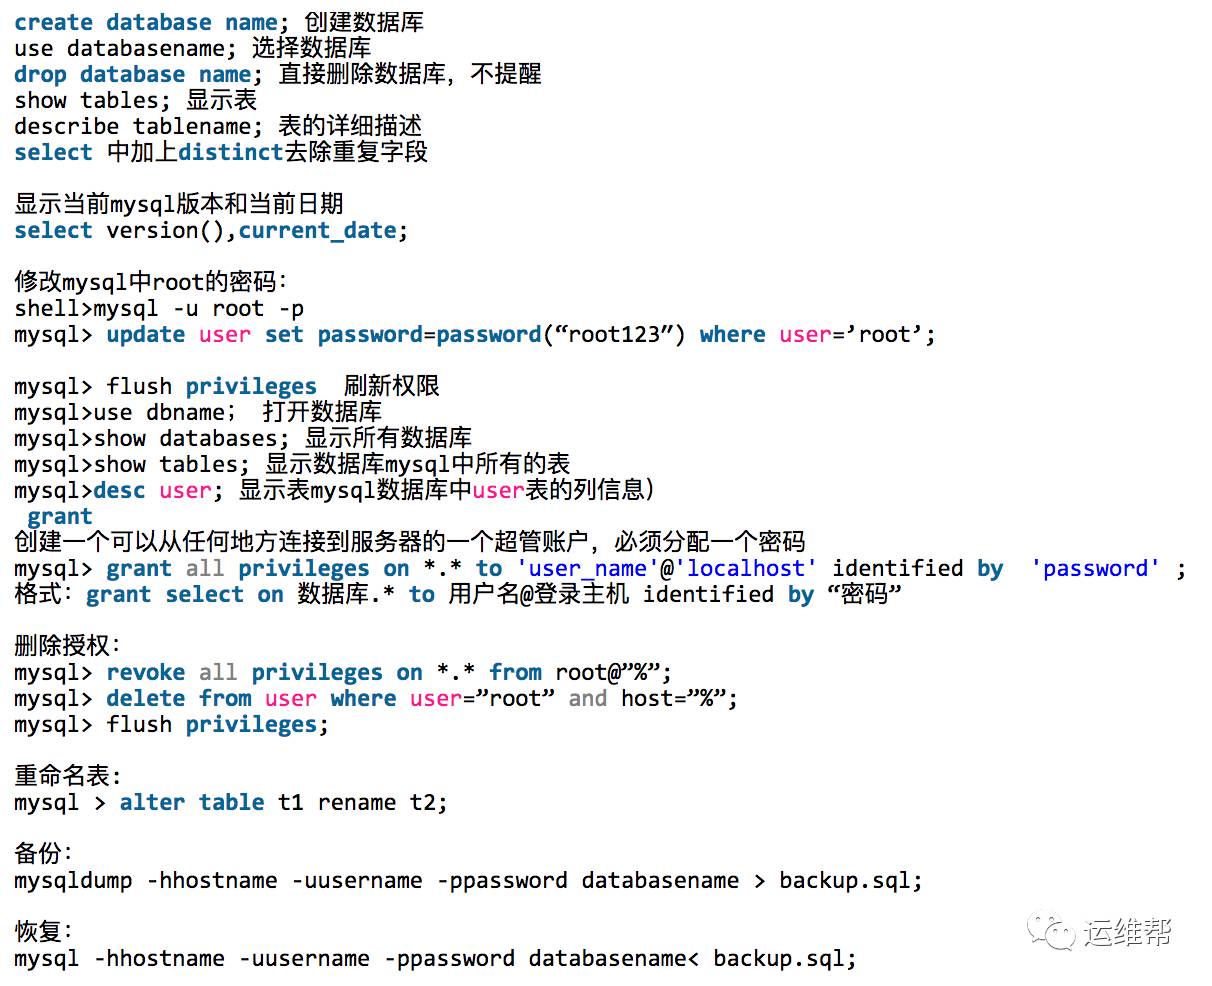 create database name; 创建数据库
use databasename; 选择数据库
drop database name; 直接删除数据库，不提醒
show tables; 显示表
describe tablename; 表的详细描述
select 中加上distinct去除重复字段
显示当前mysql版本和当前日期
select version(),current_date;
修改mysql中root的密码：
shell>mysql -u root -p
mysql> update user set password=password(“root123”) where user=’root’;
mysql> flush privileges 刷新权限
mysql>use dbname； 打开数据库
mysql>show databases; 显示所有数据库
mysql>show tables; 显示数据库mysql中所有的表
mysql>desc user; 显示表mysql数据库中user表的列信息）
grant
创建一个可以从任何地方连接到服务器的一个超管账户，必须分配一个密码
mysql> grant all privileges on *.* to 'user_name'@'localhost' identified by 'password' ;
格式：grant select on 数据库.* to 用户名@登录主机 identified by “密码”
删除授权：
mysql> revoke all privileges on *.* from root@”%”;
mysql> delete from user where user=”root” and host=”%”;
mysql> flush privileges;
重命名表:
mysql > alter table t1 rename t2;
备份：
mysqldump -hhostname -uusername -ppassword databasename > backup.sql;
恢复：
mysql -hhostname -uusername -ppassword databasename< backup.sql;
运维帮